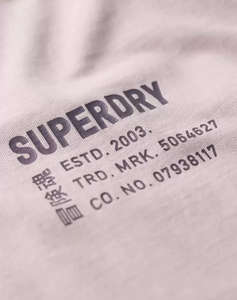 SUPERDRY
ESTD. 2003.
TRD. MRK. 5064627
CO. NO. 07938117